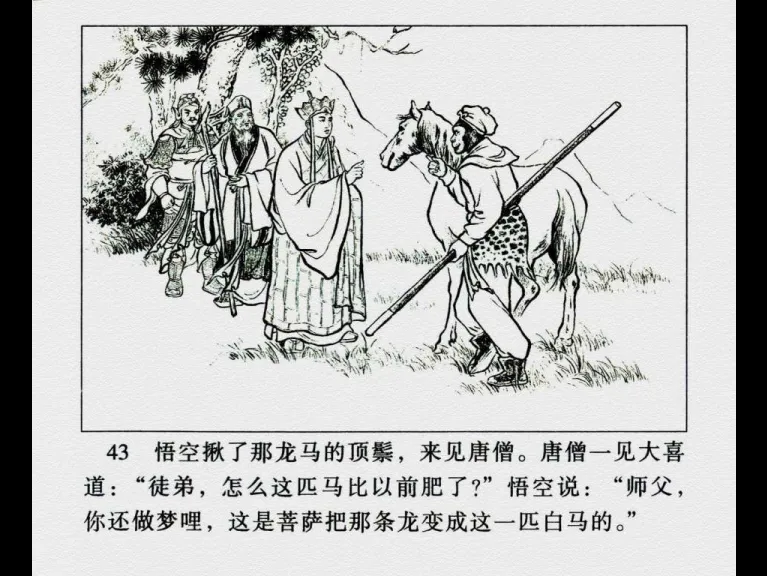 43 悟空揪了那龙马的顶鬃，来见唐僧。唐僧一见大喜
道：“徒弟，怎么这匹马比以前肥了？”悟空说：“师父，
你还做梦哩，这是菩萨把那条龙变成这一匹白马的。”